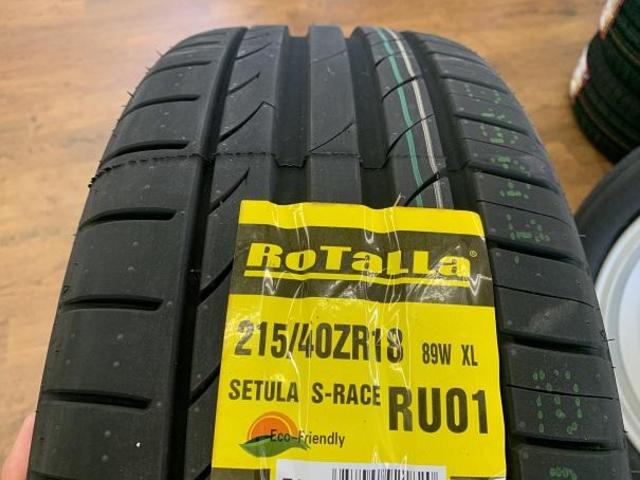 RoTaLLa®
215/40ZR18 89W XL
SETULA S-RACE RU01
Eco-Friendly